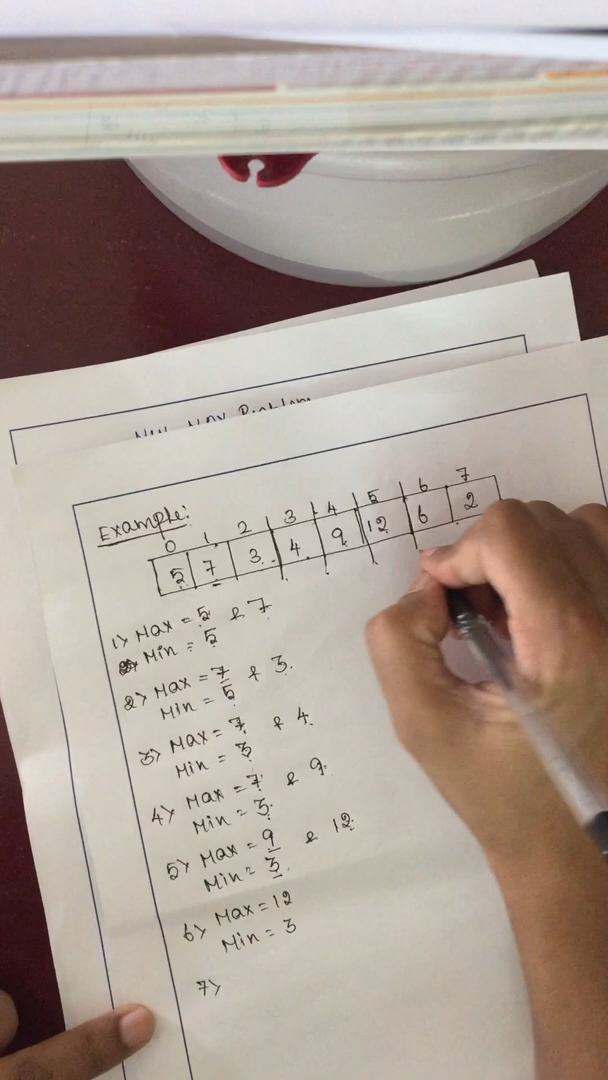 Problem
Example:
0 1 2 3 4 5 6 7
5 7 3 4 9 12 6 2
1> Max = 5 & 7
Min = 5
2> Max = 7 & 3
Min = 5
3> Max = 7 & 4
Min = 3
4> Max = 7 & 9
Min = 3
5> Max = 9 & 12
Min = 3
6> Max = 12
Min = 3
7>